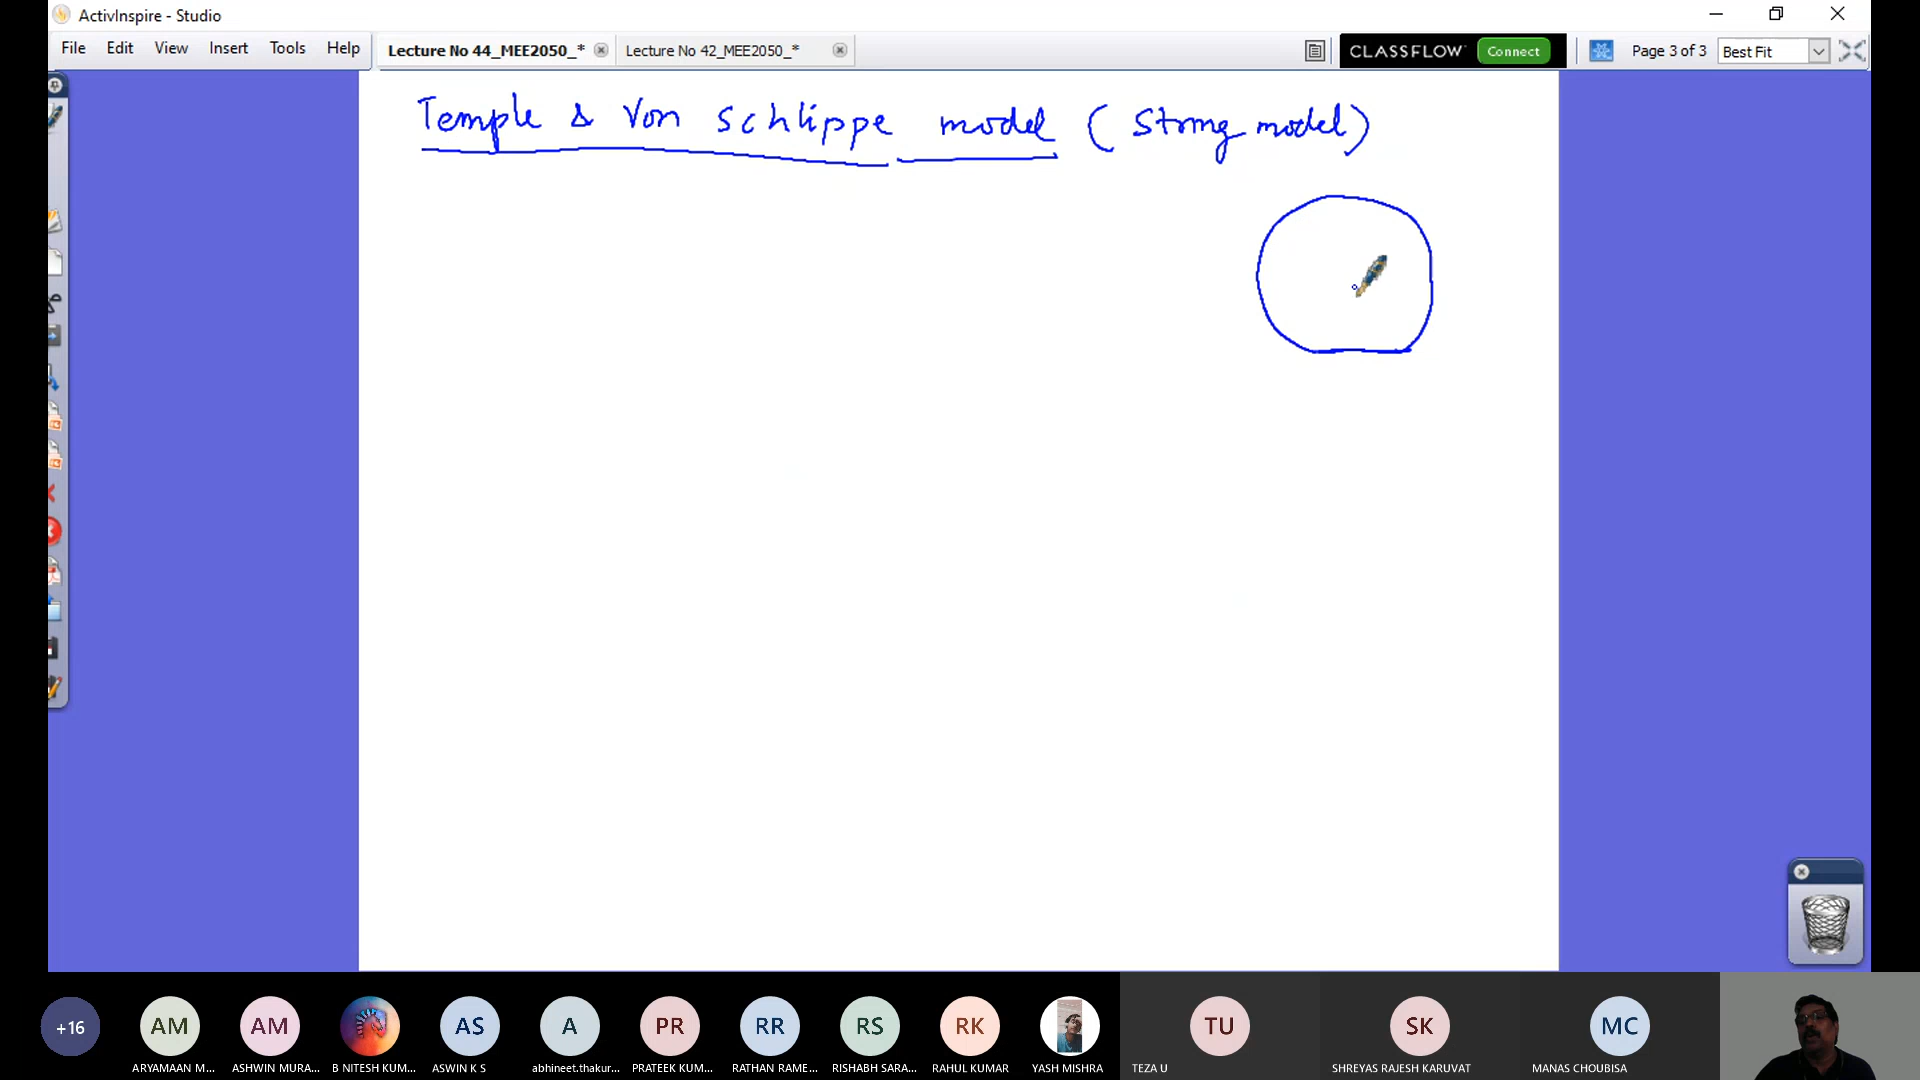 ActivInspire - Studio
File Edit View Insert Tools Help
Lecture No 44_MEE2050_* Lecture No 42_MEE2050_*
CLASSFLOW Connect Page 3 of 3 Best Fit
Temple & Von Schlippe model (String model)
+16 AM AM AS A PR RR RS RK TU SK MC
ARYAMAAN M... ASHWIN MURA... B NITESH KUM... ASWIN K S abhineet.thakur... PRATEEK KUM... RATHAN RAME... RISHABH SARA... RAHUL KUMAR YASH MISHRA TEZA U SHREYAS RAJESH KARUVAT MANAS CHOUBISA